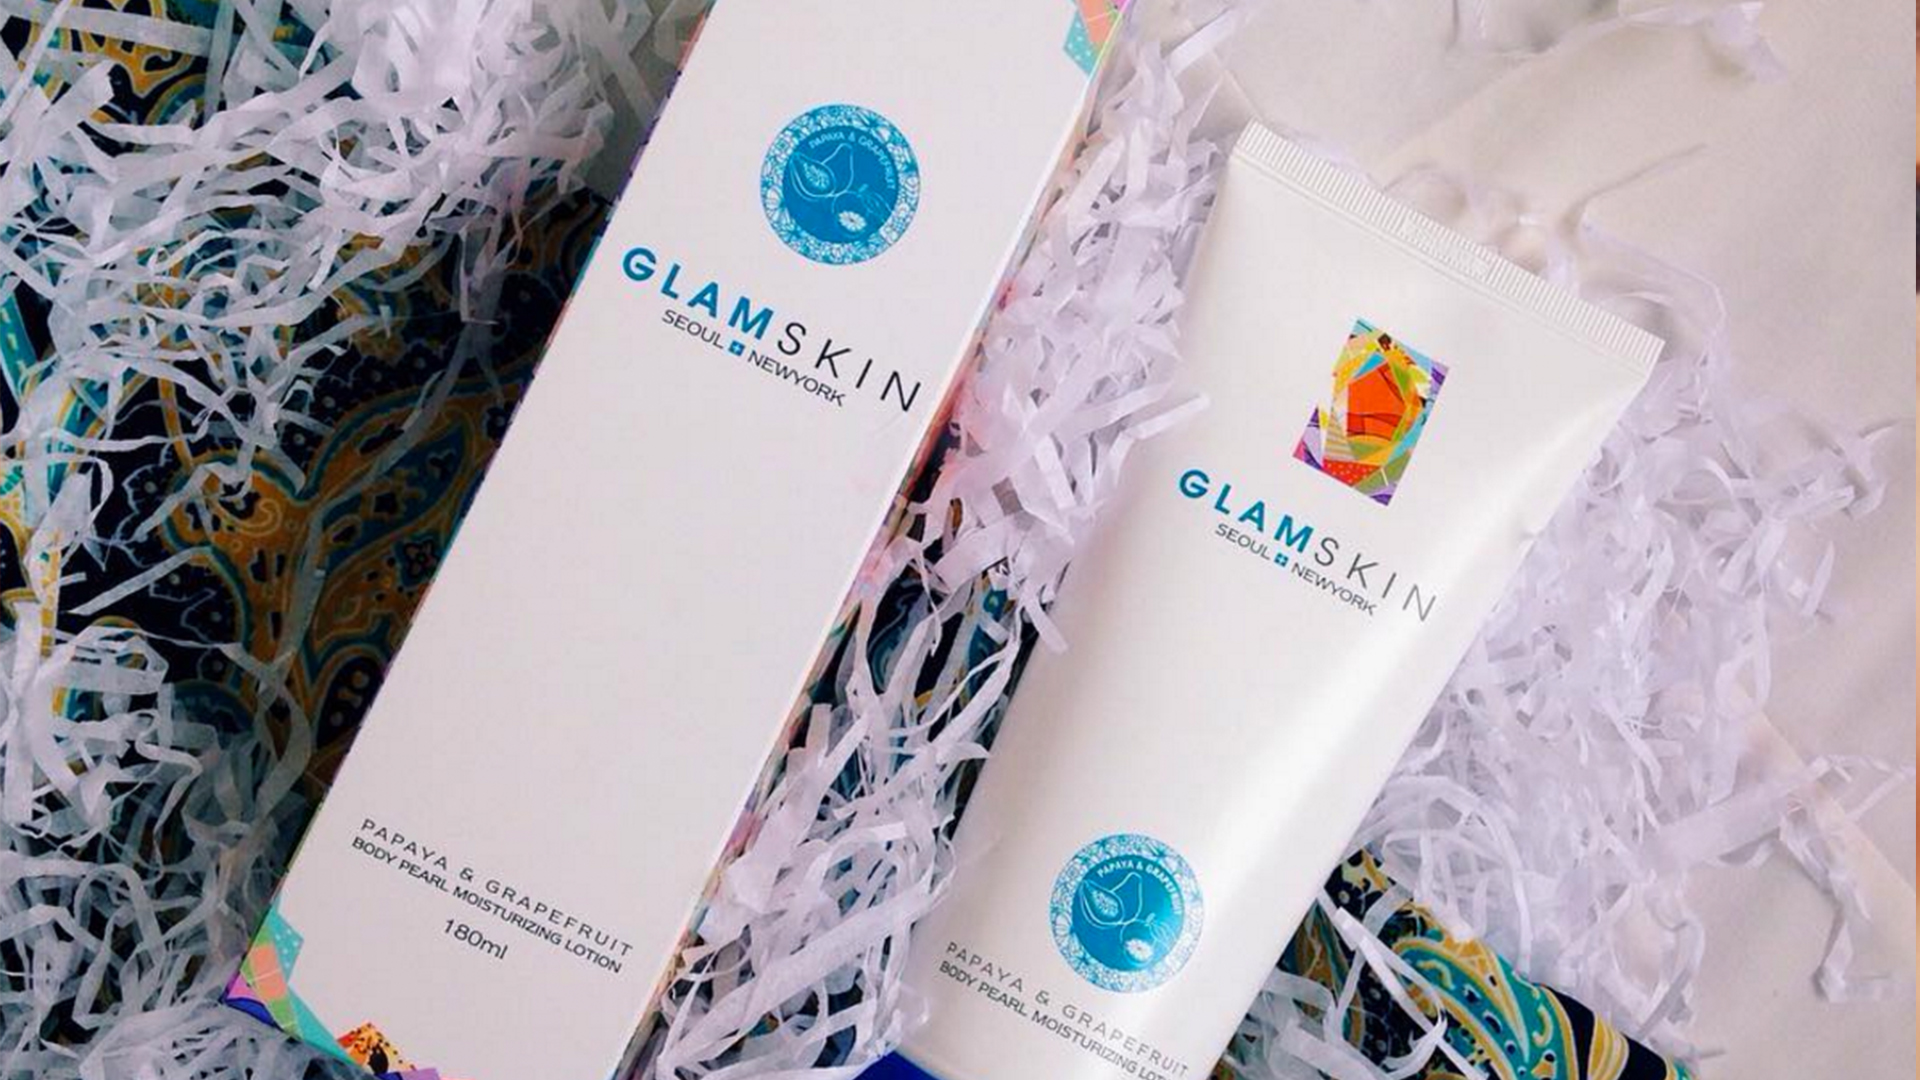 PAPAYA & GRAPEFRUIT
GLAMSKIN
SEOUL NEWYORK
PAPAYA & GRAPEFRUIT
BODY PEARL MOISTURIZING LOTION
180ml
GLAMSKIN
SEOUL NEWYORK
PAPAYA & GRAPEFRUIT
PAPAYA & GRAPEFRUIT
BODY PEARL MOISTURIZING LOT